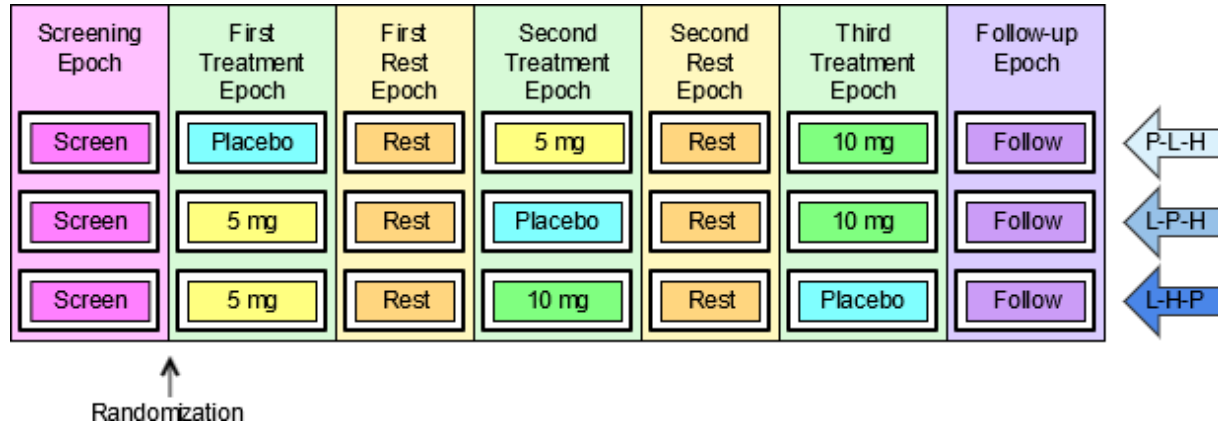 Screening Epoch
First Treatment Epoch
First Rest Epoch
Second Treatment Epoch
Second Rest Epoch
Third Treatment Epoch
Follow-up Epoch
Screen Placebo Rest 5 mg Rest 10 mg Follow P-L-H
Screen 5 mg Rest Placebo Rest 10 mg Follow L-P-H
Screen 5 mg Rest 10 mg Rest Placebo Follow L-H-P
Randomization